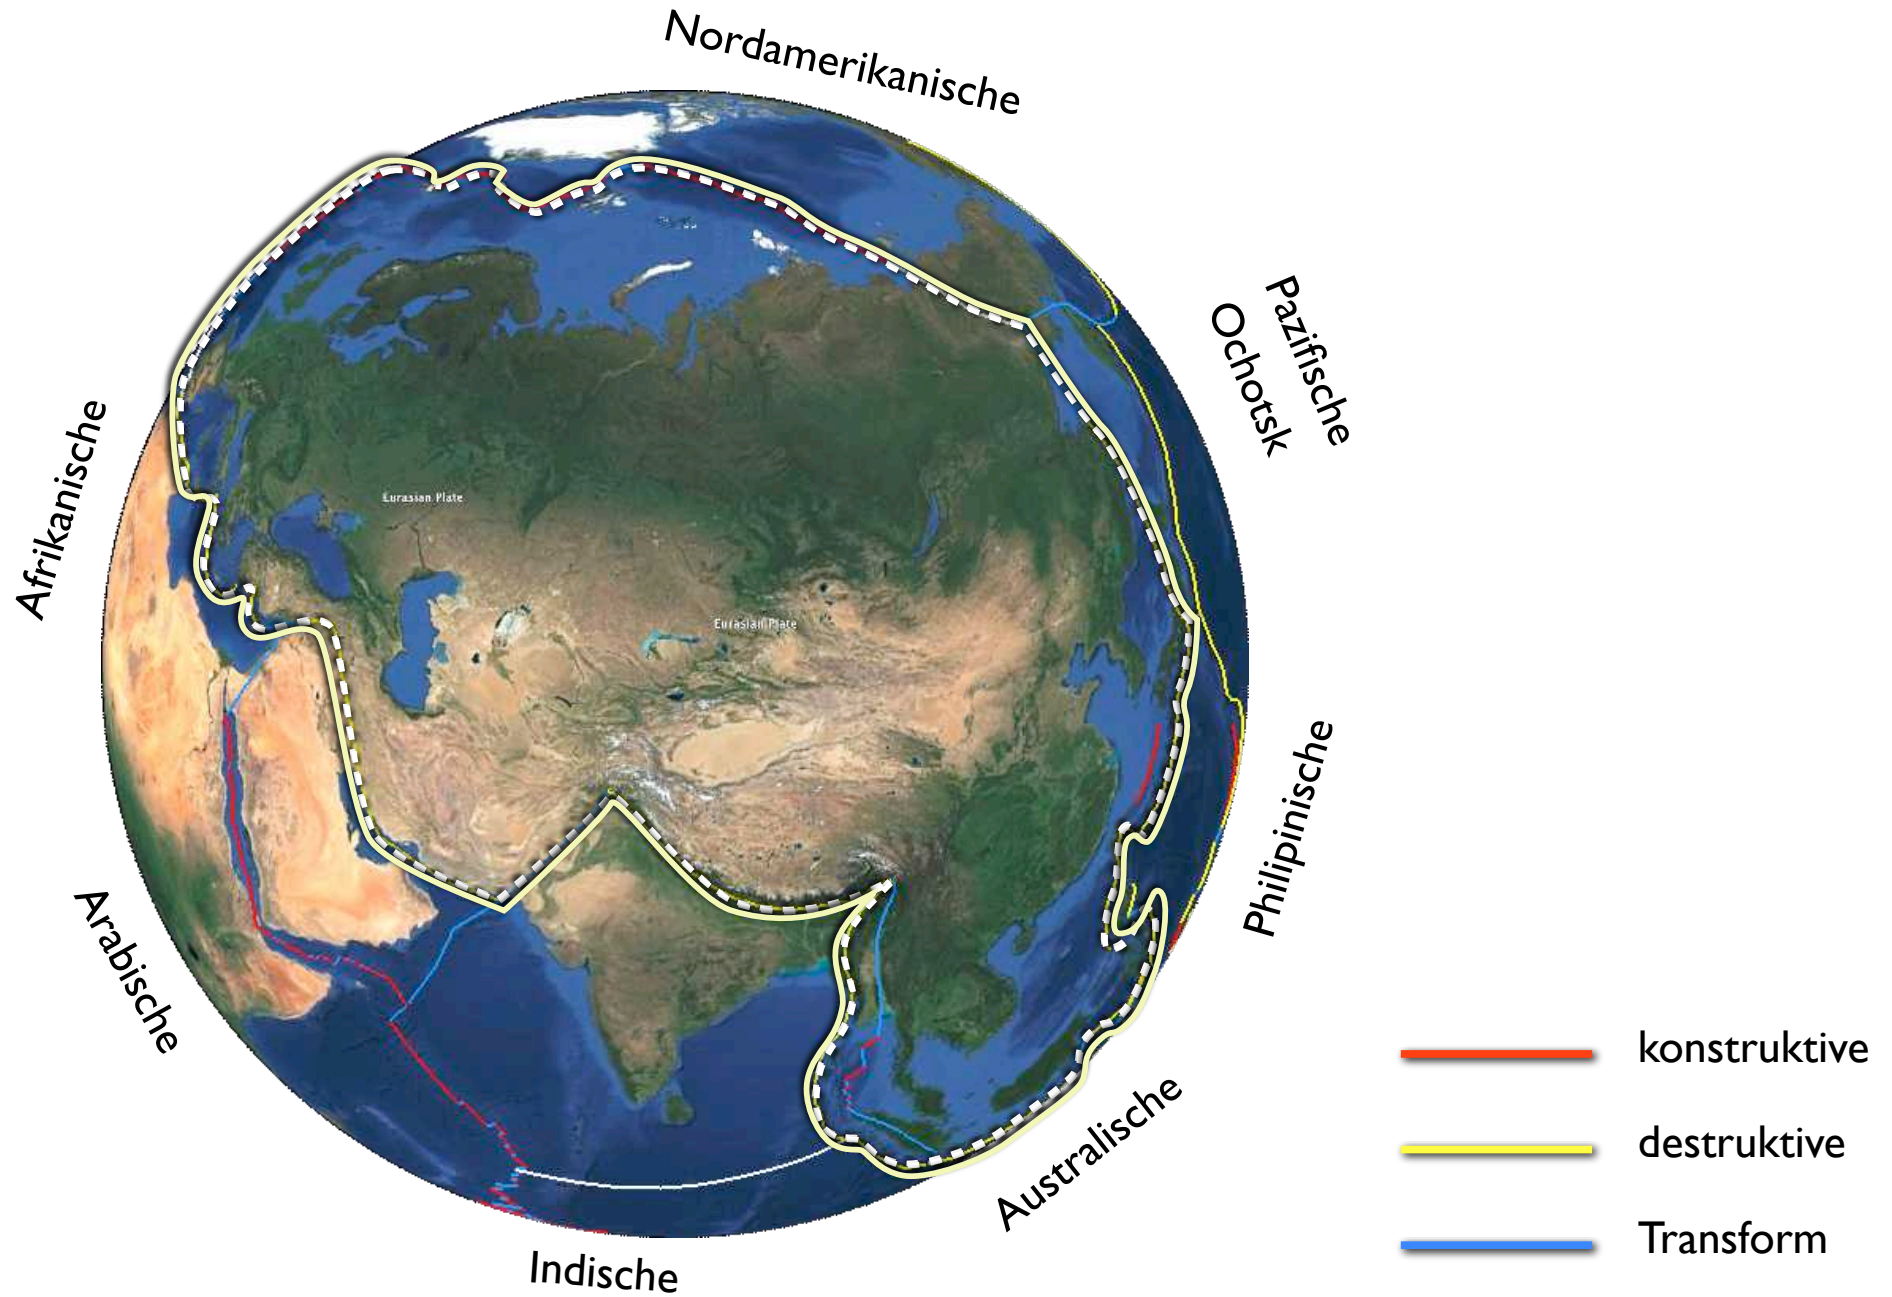 Nordamerikanische
Pazifische
Ochotsk
Afrikanische
Eurasian Plate
Eurasian Plate
Philipinische
Arabische
Australische
Indische
konstruktive
destruktive
Transform